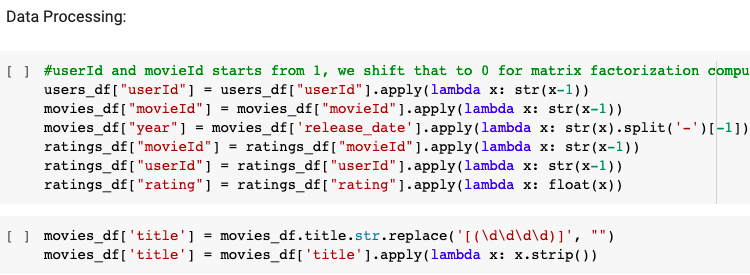 Data Processing:
[ ] #userId and movieId starts from 1, we shift that to 0 for matrix factorization compu
users_df["userId"] = users_df["userId"].apply(lambda x: str(x-1))
movies_df["movieId"] = movies_df["movieId"].apply(lambda x: str(x-1))
movies_df["year"] = movies_df['release_date'].apply(lambda x: str(x).split('-')[-1])
ratings_df["movieId"] = ratings_df["movieId"].apply(lambda x: str(x-1))
ratings_df["userId"] = ratings_df["userId"].apply(lambda x: str(x-1))
ratings_df["rating"] = ratings_df["rating"].apply(lambda x: float(x))
[ ] movies_df['title'] = movies_df.title.str.replace('[(\d\d\d\d)]', "")
movies_df['title'] = movies_df['title'].apply(lambda x: x.strip())